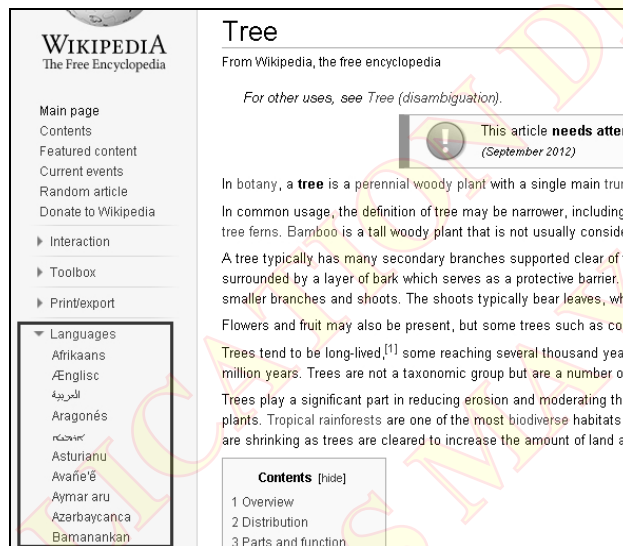 WIKIPEDIA
The Free Encyclopedia
Main page
Contents
Featured content
Current events
Random article
Donate to Wikipedia
Interaction
Toolbox
Print/export
Languages
Afrikaans
Ænglisc
العربية
Aragonés
Asturianu
Avañe'ẽ
Aymar aru
Azərbaycanca
Bamanankan
Tree
From Wikipedia, the free encyclopedia
For other uses, see Tree (disambiguation).
This article needs atte
(September 2012)
In botany, a tree is a perennial woody plant with a single main tru
In common usage, the definition of tree may be narrower, including
tree ferns. Bamboo is a tall woody plant that is not usually conside
A tree typically has many secondary branches supported clear of
surrounded by a layer of bark which serves as a protective barrier.
smaller branches and shoots. The shoots typically bear leaves, wh
Flowers and fruit may also be present, but some trees such as co
Trees tend to be long-lived,[1] some reaching several thousand yea
million years. Trees are not a taxonomic group but are a number o
Trees play a significant part in reducing erosion and moderating th
plants. Tropical rainforests are one of the most biodiverse habitats
are shrinking as trees are cleared to increase the amount of land a
Contents [hide]
1 Overview
2 Distribution
3 Parts and function